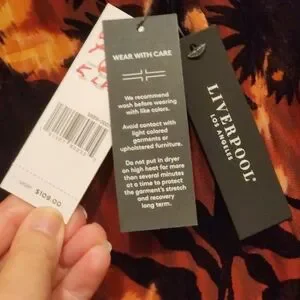 WEAR WITH CARE
We recommend
wash before wearing
with like colors.
Avoid contact with
light colored
garments or
upholstered furniture.
Do not put in dryer
on high heat for more
than several minutes
at a time to protect
the garment's stretch
and recovery
long term.
LIVERPOOL
LOS ANGELES
$109.00